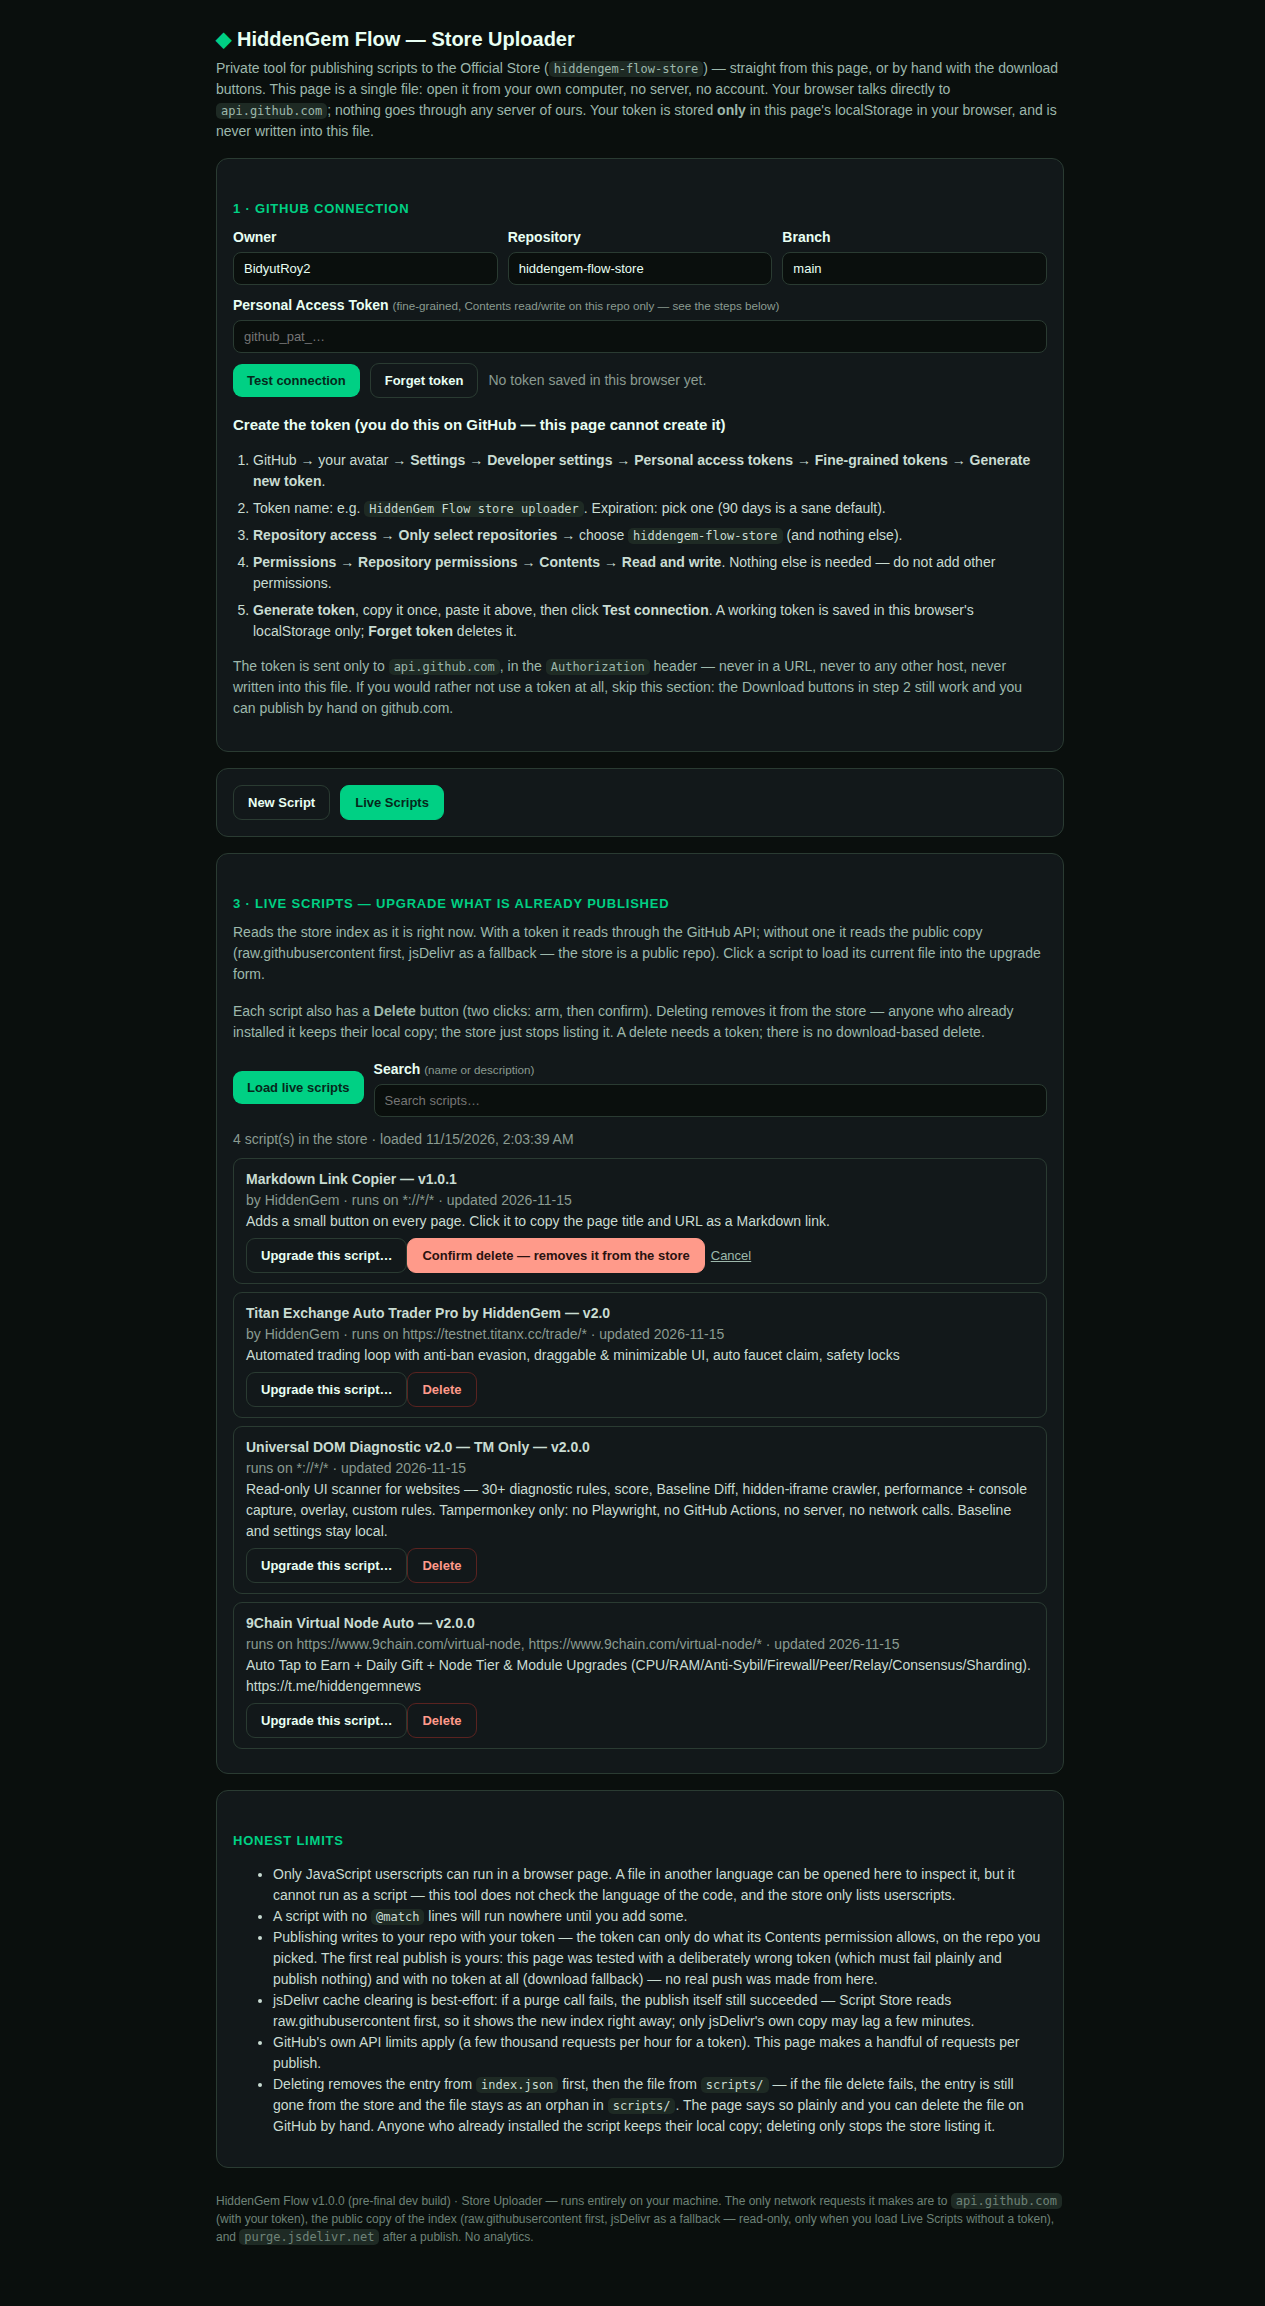 ◆ HiddenGem Flow — Store Uploader
Private tool for publishing scripts to the Official Store ( hiddengem-flow-store ) — straight from this page, or by hand with the download
buttons. This page is a single file: open it from your own computer, no server, no account. Your browser talks directly to
api.github.com ; nothing goes through any server of ours. Your token is stored only in this page's localStorage in your browser, and is
never written into this file.
1 · GITHUB CONNECTION
Owner Repository Branch
BidyutRoy2 hiddengem-flow-store main
Personal Access Token (fine-grained, Contents read/write on this repo only — see the steps below)
github_pat_…
Test connection Forget token No token saved in this browser yet.
Create the token (you do this on GitHub — this page cannot create it)
1. GitHub → your avatar → Settings → Developer settings → Personal access tokens → Fine-grained tokens → Generate
new token.
2. Token name: e.g. HiddenGem Flow store uploader . Expiration: pick one (90 days is a sane default).
3. Repository access → Only select repositories → choose hiddengem-flow-store (and nothing else).
4. Permissions → Repository permissions → Contents → Read and write. Nothing else is needed — do not add other
permissions.
5. Generate token, copy it once, paste it above, then click Test connection. A working token is saved in this browser's
localStorage only; Forget token deletes it.
The token is sent only to api.github.com , in the Authorization header — never in a URL, never to any other host, never
written into this file. If you would rather not use a token at all, skip this section: the Download buttons in step 2 still work and you
can publish by hand on github.com.
New Script Live Scripts
3 · LIVE SCRIPTS — UPGRADE WHAT IS ALREADY PUBLISHED
Reads the store index as it is right now. With a token it reads through the GitHub API; without one it reads the public copy
(raw.githubusercontent first, jsDelivr as a fallback — the store is a public repo). Click a script to load its current file into the upgrade
form.
Each script also has a Delete button (two clicks: arm, then confirm). Deleting removes it from the store — anyone who already
installed it keeps their local copy; the store just stops listing it. A delete needs a token; there is no download-based delete.
Search (name or description)
Load live scripts Search scripts…
4 script(s) in the store · loaded 11/15/2026, 2:03:39 AM
Markdown Link Copier — v1.0.1
by HiddenGem · runs on *://*/* · updated 2026-11-15
Adds a small button on every page. Click it to copy the page title and URL as a Markdown link.
Upgrade this script… Confirm delete — removes it from the store Cancel
Titan Exchange Auto Trader Pro by HiddenGem — v2.0
by HiddenGem · runs on https://testnet.titanx.cc/trade/* · updated 2026-11-15
Automated trading loop with anti-ban evasion, draggable & minimizable UI, auto faucet claim, safety locks
Upgrade this script… Delete
Universal DOM Diagnostic v2.0 — TM Only — v2.0.0
runs on *://*/* · updated 2026-11-15
Read-only UI scanner for websites — 30+ diagnostic rules, score, Baseline Diff, hidden-iframe crawler, performance + console
capture, overlay, custom rules. Tampermonkey only: no Playwright, no GitHub Actions, no server, no network calls. Baseline
and settings stay local.
Upgrade this script… Delete
9Chain Virtual Node Auto — v2.0.0
runs on https://www.9chain.com/virtual-node, https://www.9chain.com/virtual-node/* · updated 2026-11-15
Auto Tap to Earn + Daily Gift + Node Tier & Module Upgrades (CPU/RAM/Anti-Sybil/Firewall/Peer/Relay/Consensus/Sharding).
https://t.me/hiddengemnews
Upgrade this script… Delete
HONEST LIMITS
• Only JavaScript userscripts can run in a browser page. A file in another language can be opened here to inspect it, but it
cannot run as a script — this tool does not check the language of the code, and the store only lists userscripts.
• A script with no @match lines will run nowhere until you add some.
• Publishing writes to your repo with your token — the token can only do what its Contents permission allows, on the repo you
picked. The first real publish is yours: this page was tested with a deliberately wrong token (which must fail plainly and
publish nothing) and with no token at all (download fallback) — no real push was made from here.
• jsDelivr cache clearing is best-effort: if a purge call fails, the publish itself still succeeded — Script Store reads
raw.githubusercontent first, so it shows the new index right away; only jsDelivr's own copy may lag a few minutes.
• GitHub's own API limits apply (a few thousand requests per hour for a token). This page makes a handful of requests per
publish.
• Deleting removes the entry from index.json first, then the file from scripts/ — if the file delete fails, the entry is still
gone from the store and the file stays as an orphan in scripts/ . The page says so plainly and you can delete the file on
GitHub by hand. Anyone who already installed the script keeps their local copy; deleting only stops the store listing it.
HiddenGem Flow v1.0.0 (pre-final dev build) · Store Uploader — runs entirely on your machine. The only network requests it makes are to api.github.com
(with your token), the public copy of the index (raw.githubusercontent first, jsDelivr as a fallback — read-only, only when you load Live Scripts without a token),
and purge.jsdelivr.net after a publish. No analytics.